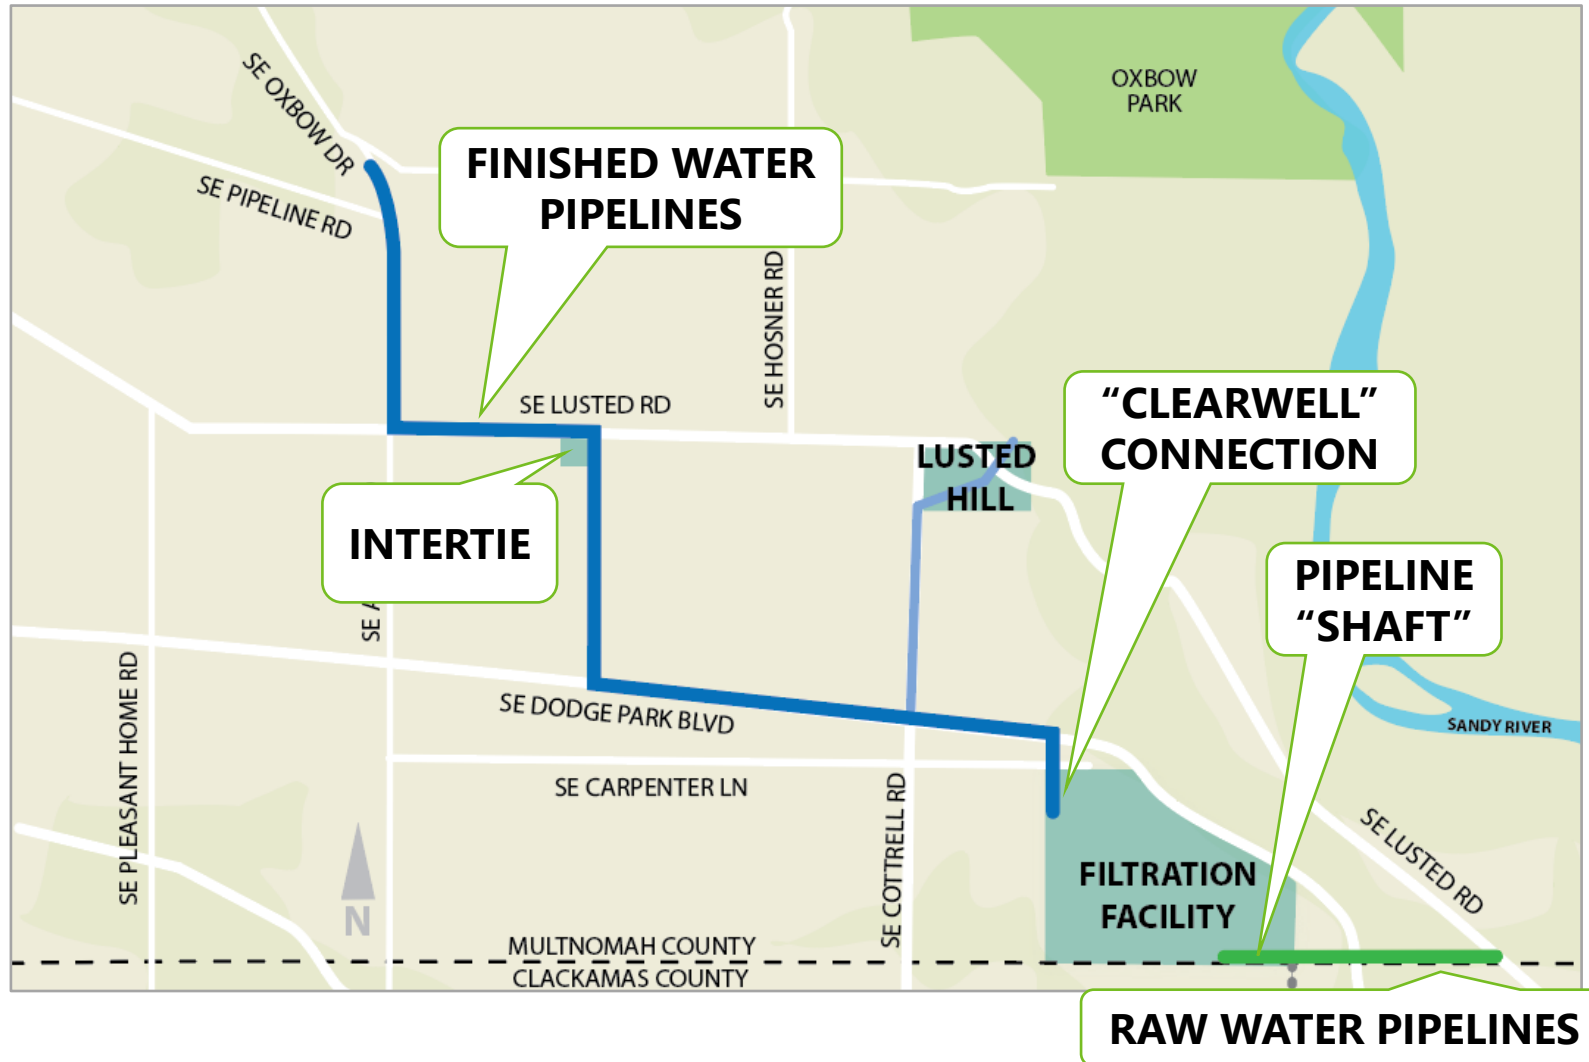 OXBOW
PARK
SE OXBOW DR
FINISHED WATER
PIPELINES
SE PIPELINE RD
SE HOSNER RD
SE LUSTED RD
“CLEARWELL”
CONNECTION
LUSTED
HILL
INTERTIE
PIPELINE
“SHAFT”
SE
SE PLEASANT HOME RD
SE DODGE PARK BLVD
SANDY RIVER
SE CARPENTER LN
SE COTTRELL RD
SE LUSTED RD
FILTRATION
FACILITY
N
MULTNOMAH COUNTY
CLACKAMAS COUNTY
RAW WATER PIPELINES